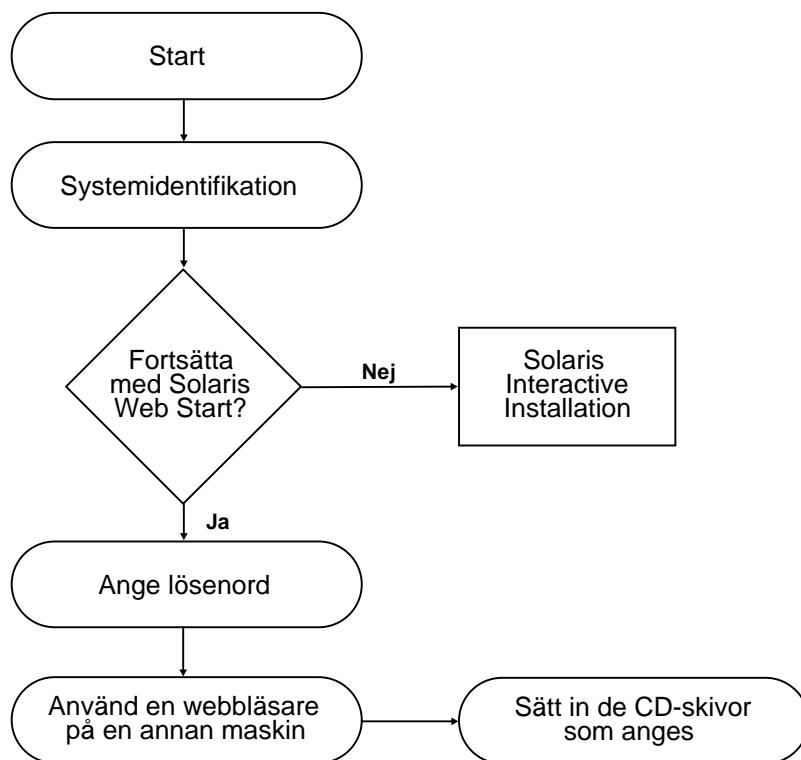 Start
Systemidentifikation
Fortsätta
med Solaris
Web Start?
Nej
Solaris
Interactive
Installation
Ja
Ange lösenord
Använd en webbläsare
på en annan maskin
Sätt in de CD-skivor
som anges